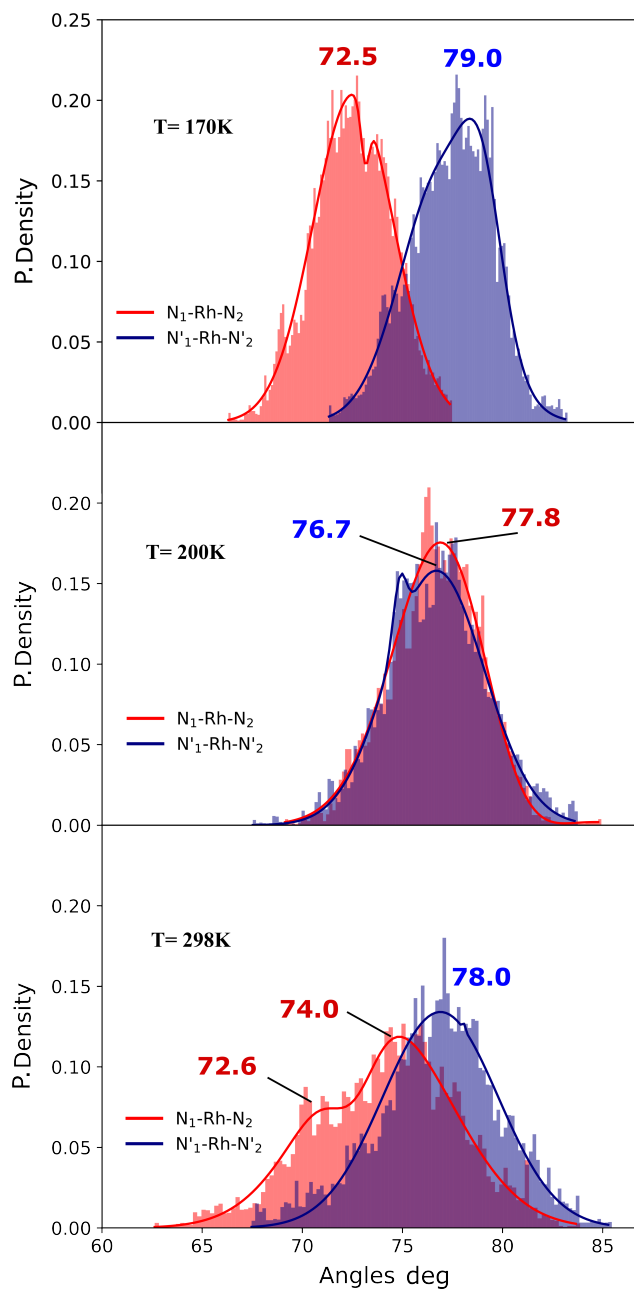 0.25
72.5 79.0
0.20
T= 170K
0.15
P.Density
0.10
N₁-Rh-N₂
N'₁-Rh-N'₂
0.05
0.00
0.20
76.7 77.8
T= 200K
0.15
P.Density
0.10
N₁-Rh-N₂
N'₁-Rh-N'₂
0.05
0.00
0.20
T= 298K
78.0
0.15
P.Density
74.0
0.10
72.6
N₁-Rh-N₂
N'₁-Rh-N'₂
0.05
0.00
60 65 70 75 80 85
Angles deg